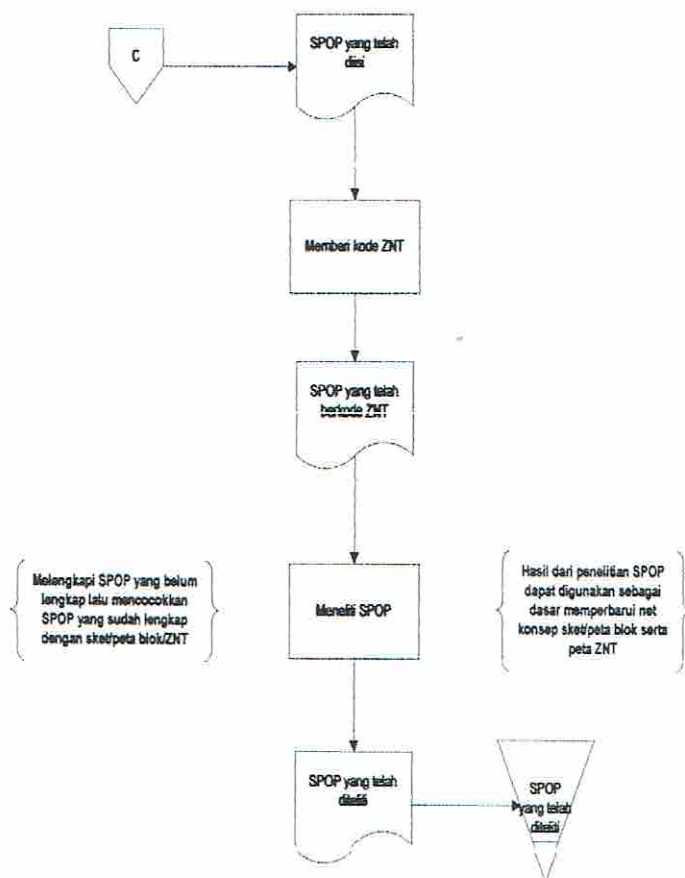 C
SPOP yang telah
diisi
Memberi kode ZNT
SPOP yang telah
berkode ZNT
Melengkapi SPOP yang belum
lengkap lalu mencocokkan
SPOP yang sudah lengkap
dengan sket/peta blok/ZNT
Meneliti SPOP
Hasil dari penelitian SPOP
dapat digunakan sebagai
dasar memperbarui net
konsep sket/peta blok serta
peta ZNT
SPOP yang telah
diteliti
SPOP
yang telah
diteliti